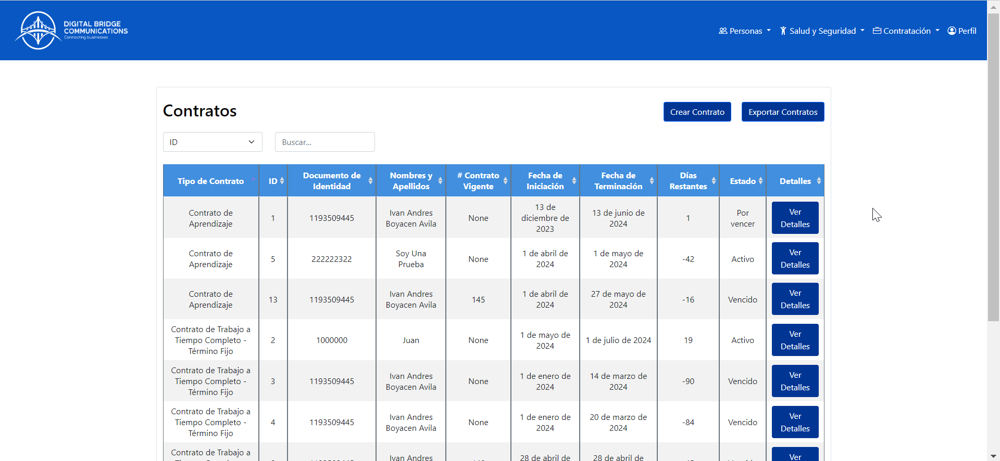 DIGITAL BRIDGE
COMMUNICATIONS
Connecting businesses
Personas
Salud y Seguridad
Contratación
Perfil
Contratos
Crear Contrato
Exportar Contratos
ID
Buscar...
Tipo de Contrato
ID
Documento de
Identidad
Nombres y
Apellidos
# Contrato
Vigente
Fecha de
Iniciación
Fecha de
Terminación
Días
Restantes
Estado
Detalles
Contrato de
Aprendizaje
1
1193509445
Ivan Andres
Boyacen Avila
None
13 de
diciembre de
2023
13 de junio de
2024
1
Por
vencer
Ver
Detalles
Contrato de
Aprendizaje
5
222222322
Soy Una
Prueba
None
1 de abril de
2024
1 de mayo de
2024
-42
Activo
Ver
Detalles
Contrato de
Aprendizaje
13
1193509445
Ivan Andres
Boyacen Avila
145
1 de abril de
2024
27 de mayo de
2024
-16
Vencido
Ver
Detalles
Contrato de Trabajo a
Tiempo Completo -
Término Fijo
2
1000000
Juan
None
1 de mayo de
2024
1 de julio de 2024
19
Activo
Ver
Detalles
Contrato de Trabajo a
Tiempo Completo -
Término Fijo
3
1193509445
Ivan Andres
Boyacen Avila
None
1 de enero de
2024
14 de marzo de
2024
-90
Vencido
Ver
Detalles
Contrato de Trabajo a
Tiempo Completo -
Término Fijo
4
1193509445
Ivan Andres
Boyacen Avila
None
1 de enero de
2024
20 de marzo de
2024
-84
Vencido
Ver
Detalles
Contrato de Trabajo a
Ivan Andres
28 de abril de
28 de abril de
Ver